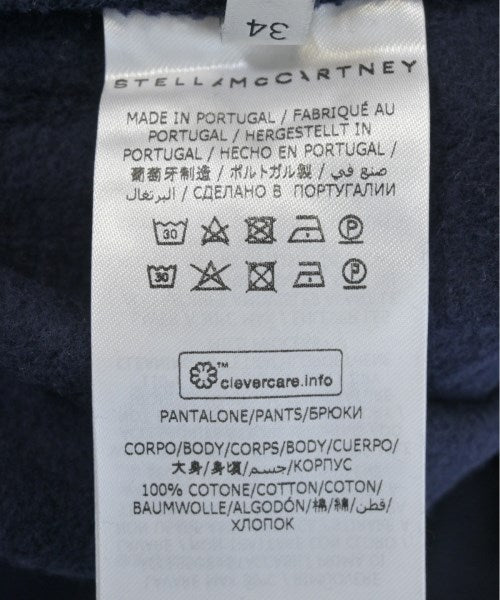 34
STELLA McCARTNEY
MADE IN PORTUGAL / FABRIQUÉ AU
PORTUGAL / HERGESTELLT IN
PORTUGAL / HECHO EN PORTUGAL /
葡萄牙制造 / ポルトガル製 / صنع في
البرتغال / СДЕЛАНО В ПОРТУГАЛИИ
30 P
30 P
™
clevercare.info
PANTALONE/PANTS/БРЮКИ
CORPO/BODY/CORPS/BODY/CUERPO/
大身/身頃/جسم/КОРПУС
100% COTONE/COTTON/COTON/
BAUMWOLLE/ALGODÓN/棉/綿/قطن/
ХЛОПОК